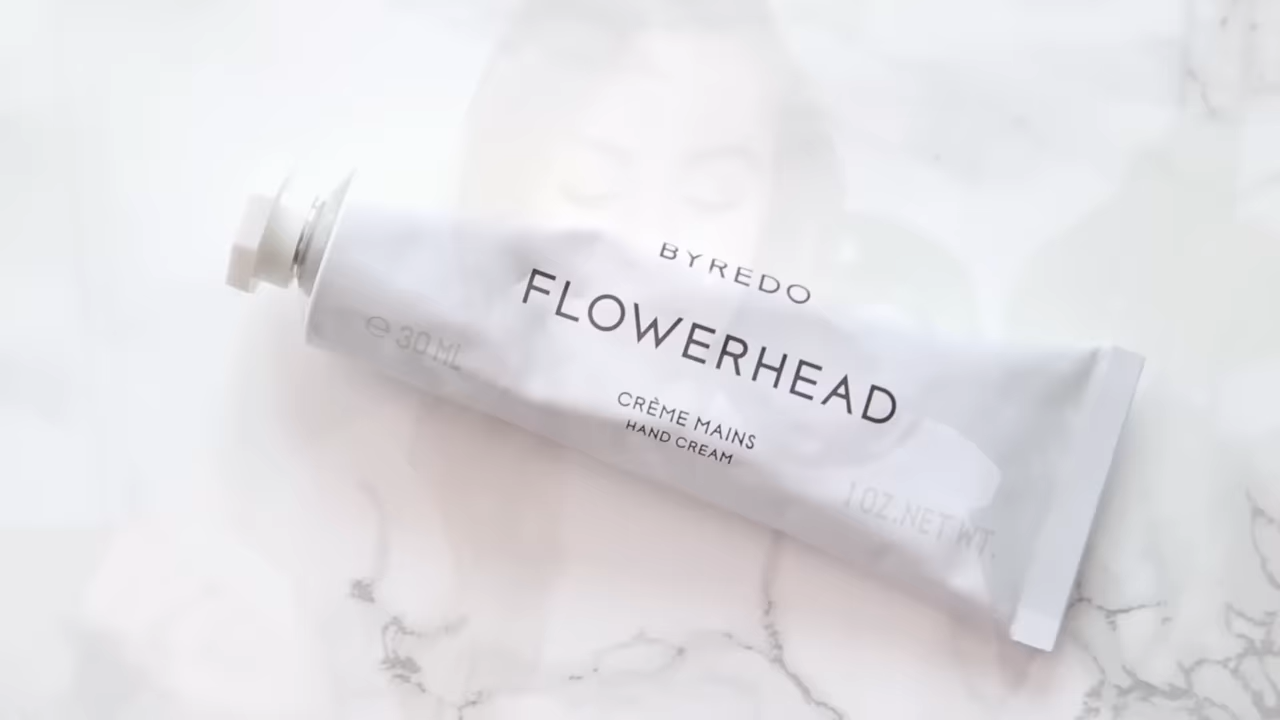 BYREDO
FLOWERHEAD
℮ 30 ML
CRÈME MAINS
HAND CREAM
1 OZ.NET WT.